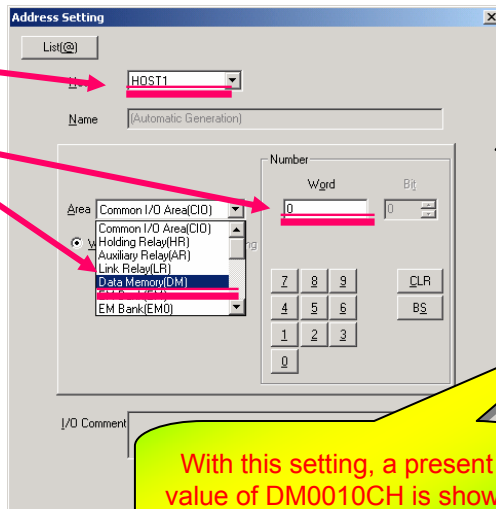 Address Setting
List(@)
HOST1
Name (Automatic Generation)
Number
Word Bit
Area Common I/O Area(CIO) 0 0
Common I/O Area(CIO)
Holding Relay(HR)
Auxiliary Relay(AR)
Link Relay(LR)
Data Memory(DM)
EM Bank(EM0)
7 8 9 CLR
4 5 6 BS
1 2 3
0
I/O Comment
With this setting, a present
value of DM0010CH is show